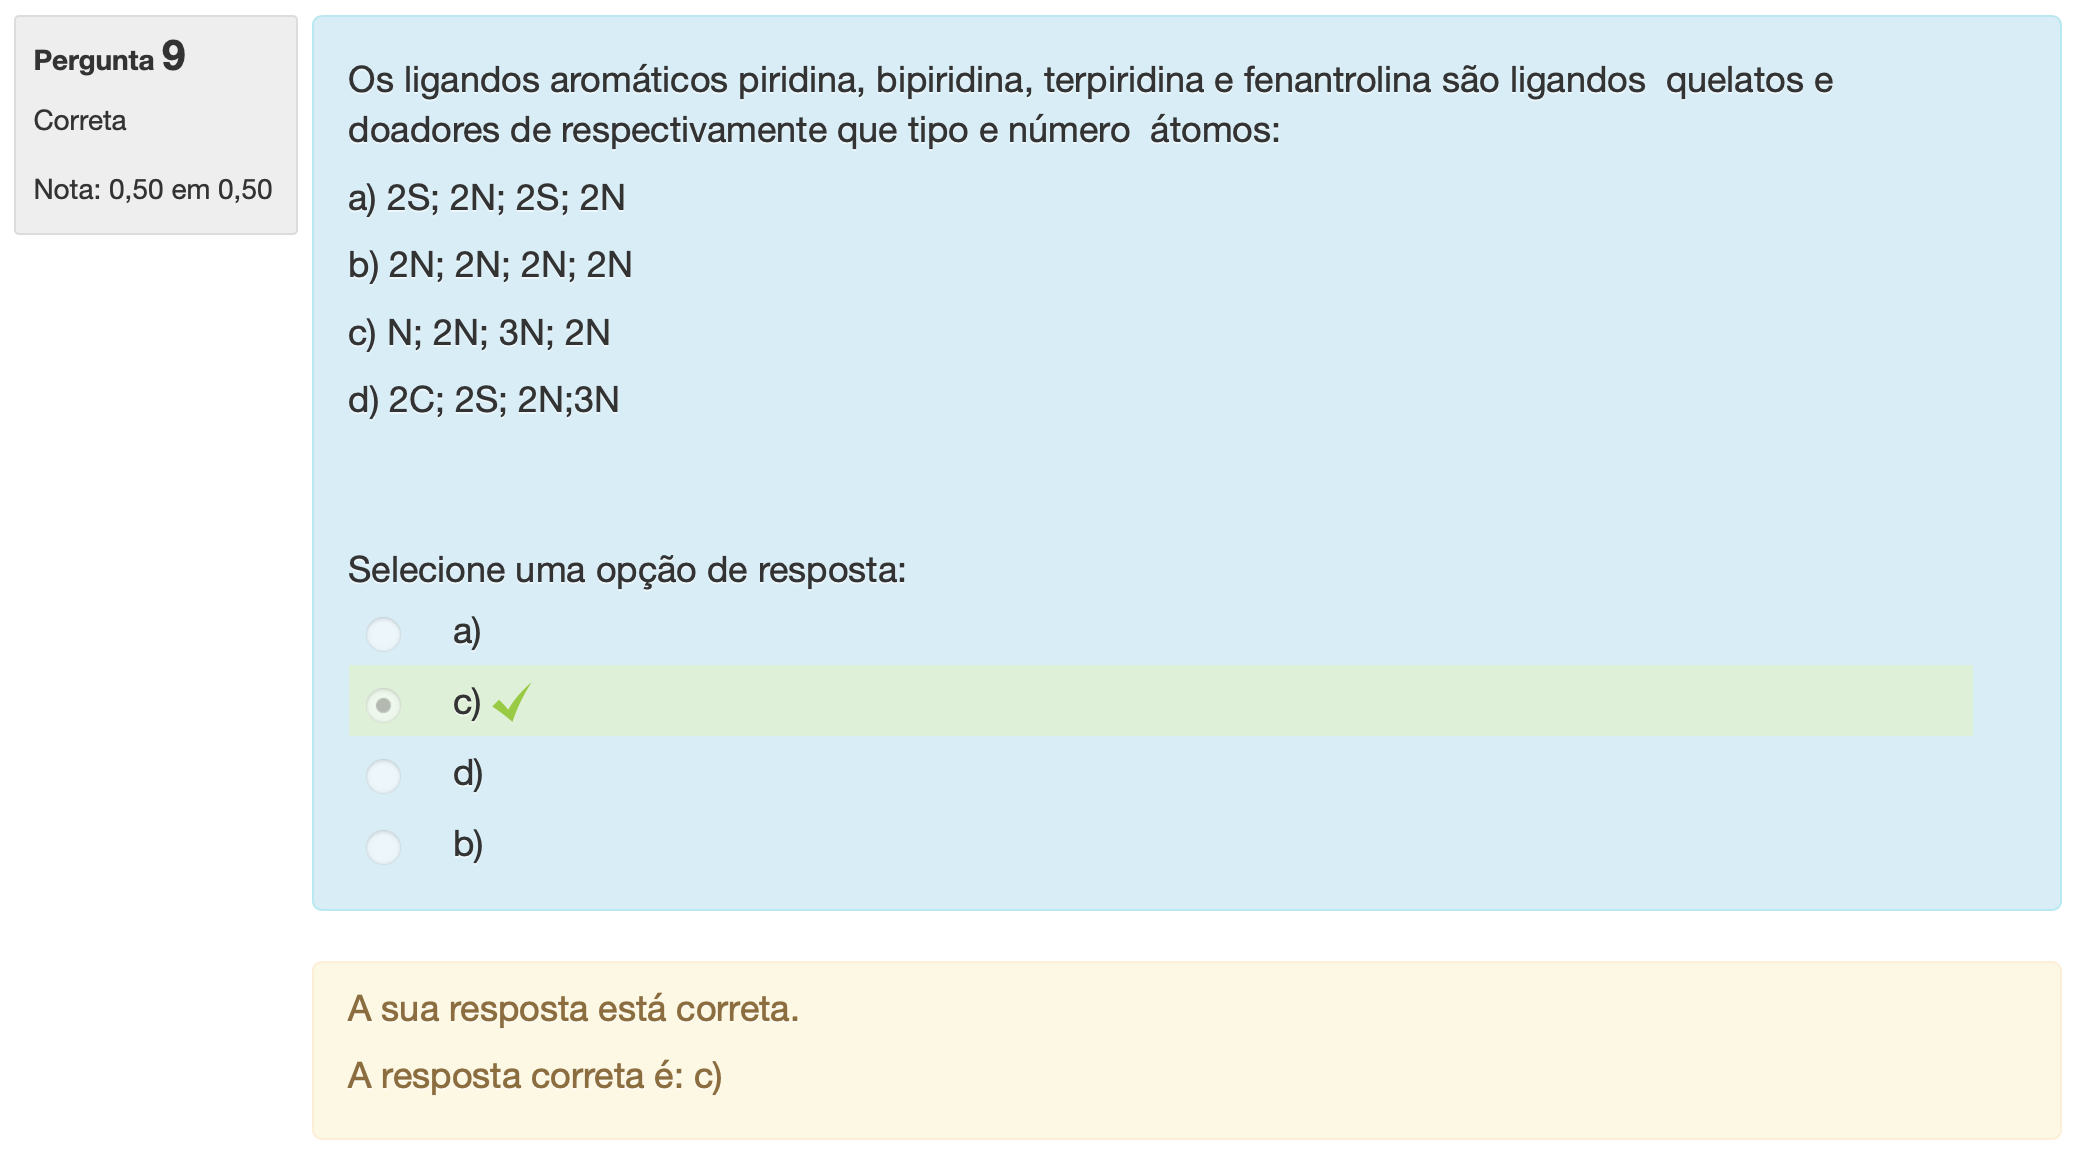 Pergunta 9
Correta
Nota: 0,50 em 0,50
Os ligandos aromáticos piridina, bipiridina, terpiridina e fenantrolina são ligandos  quelatos e
doadores de respectivamente que tipo e número  átomos:
a) 2S; 2N; 2S; 2N
b) 2N; 2N; 2N; 2N
c) N; 2N; 3N; 2N
d) 2C; 2S; 2N;3N
Selecione uma opção de resposta:
a)
c)
d)
b)
A sua resposta está correta.
A resposta correta é: c)